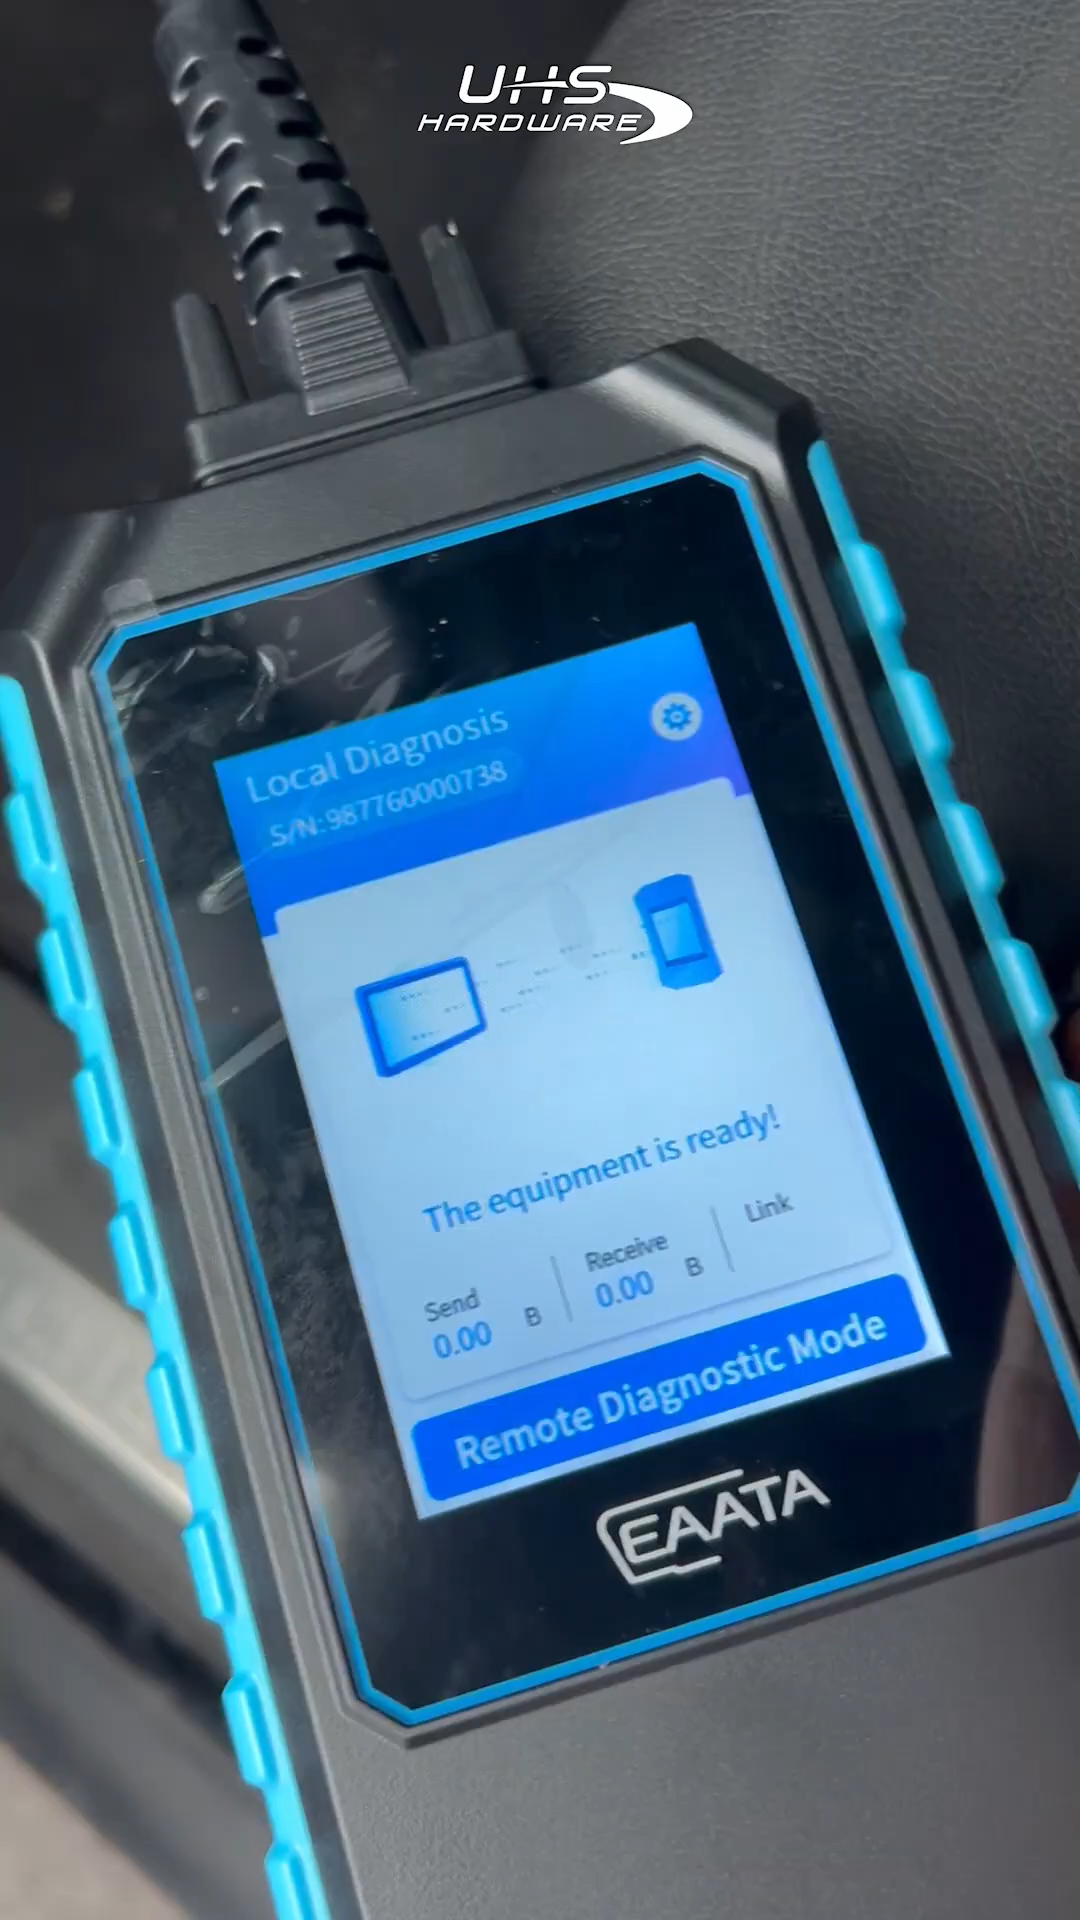 UHS
HARDWARE
Local Diagnosis
S/N:987760000738
The equipment is ready!
Send
0.00 B
Receive
0.00 B
Link
Remote Diagnostic Mode
EAATA